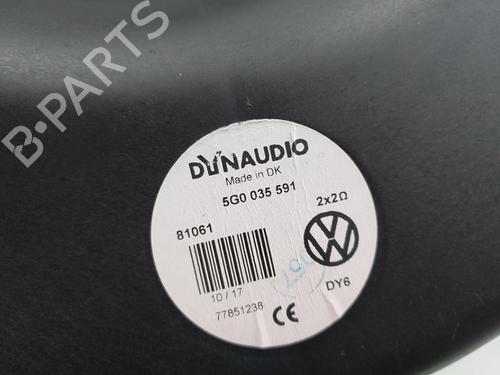 B-PARTS
DYNAUDIO
Made in DK
5G0 035 591
81061
2x2Ω
10 / 17
77851238
DY6
CE